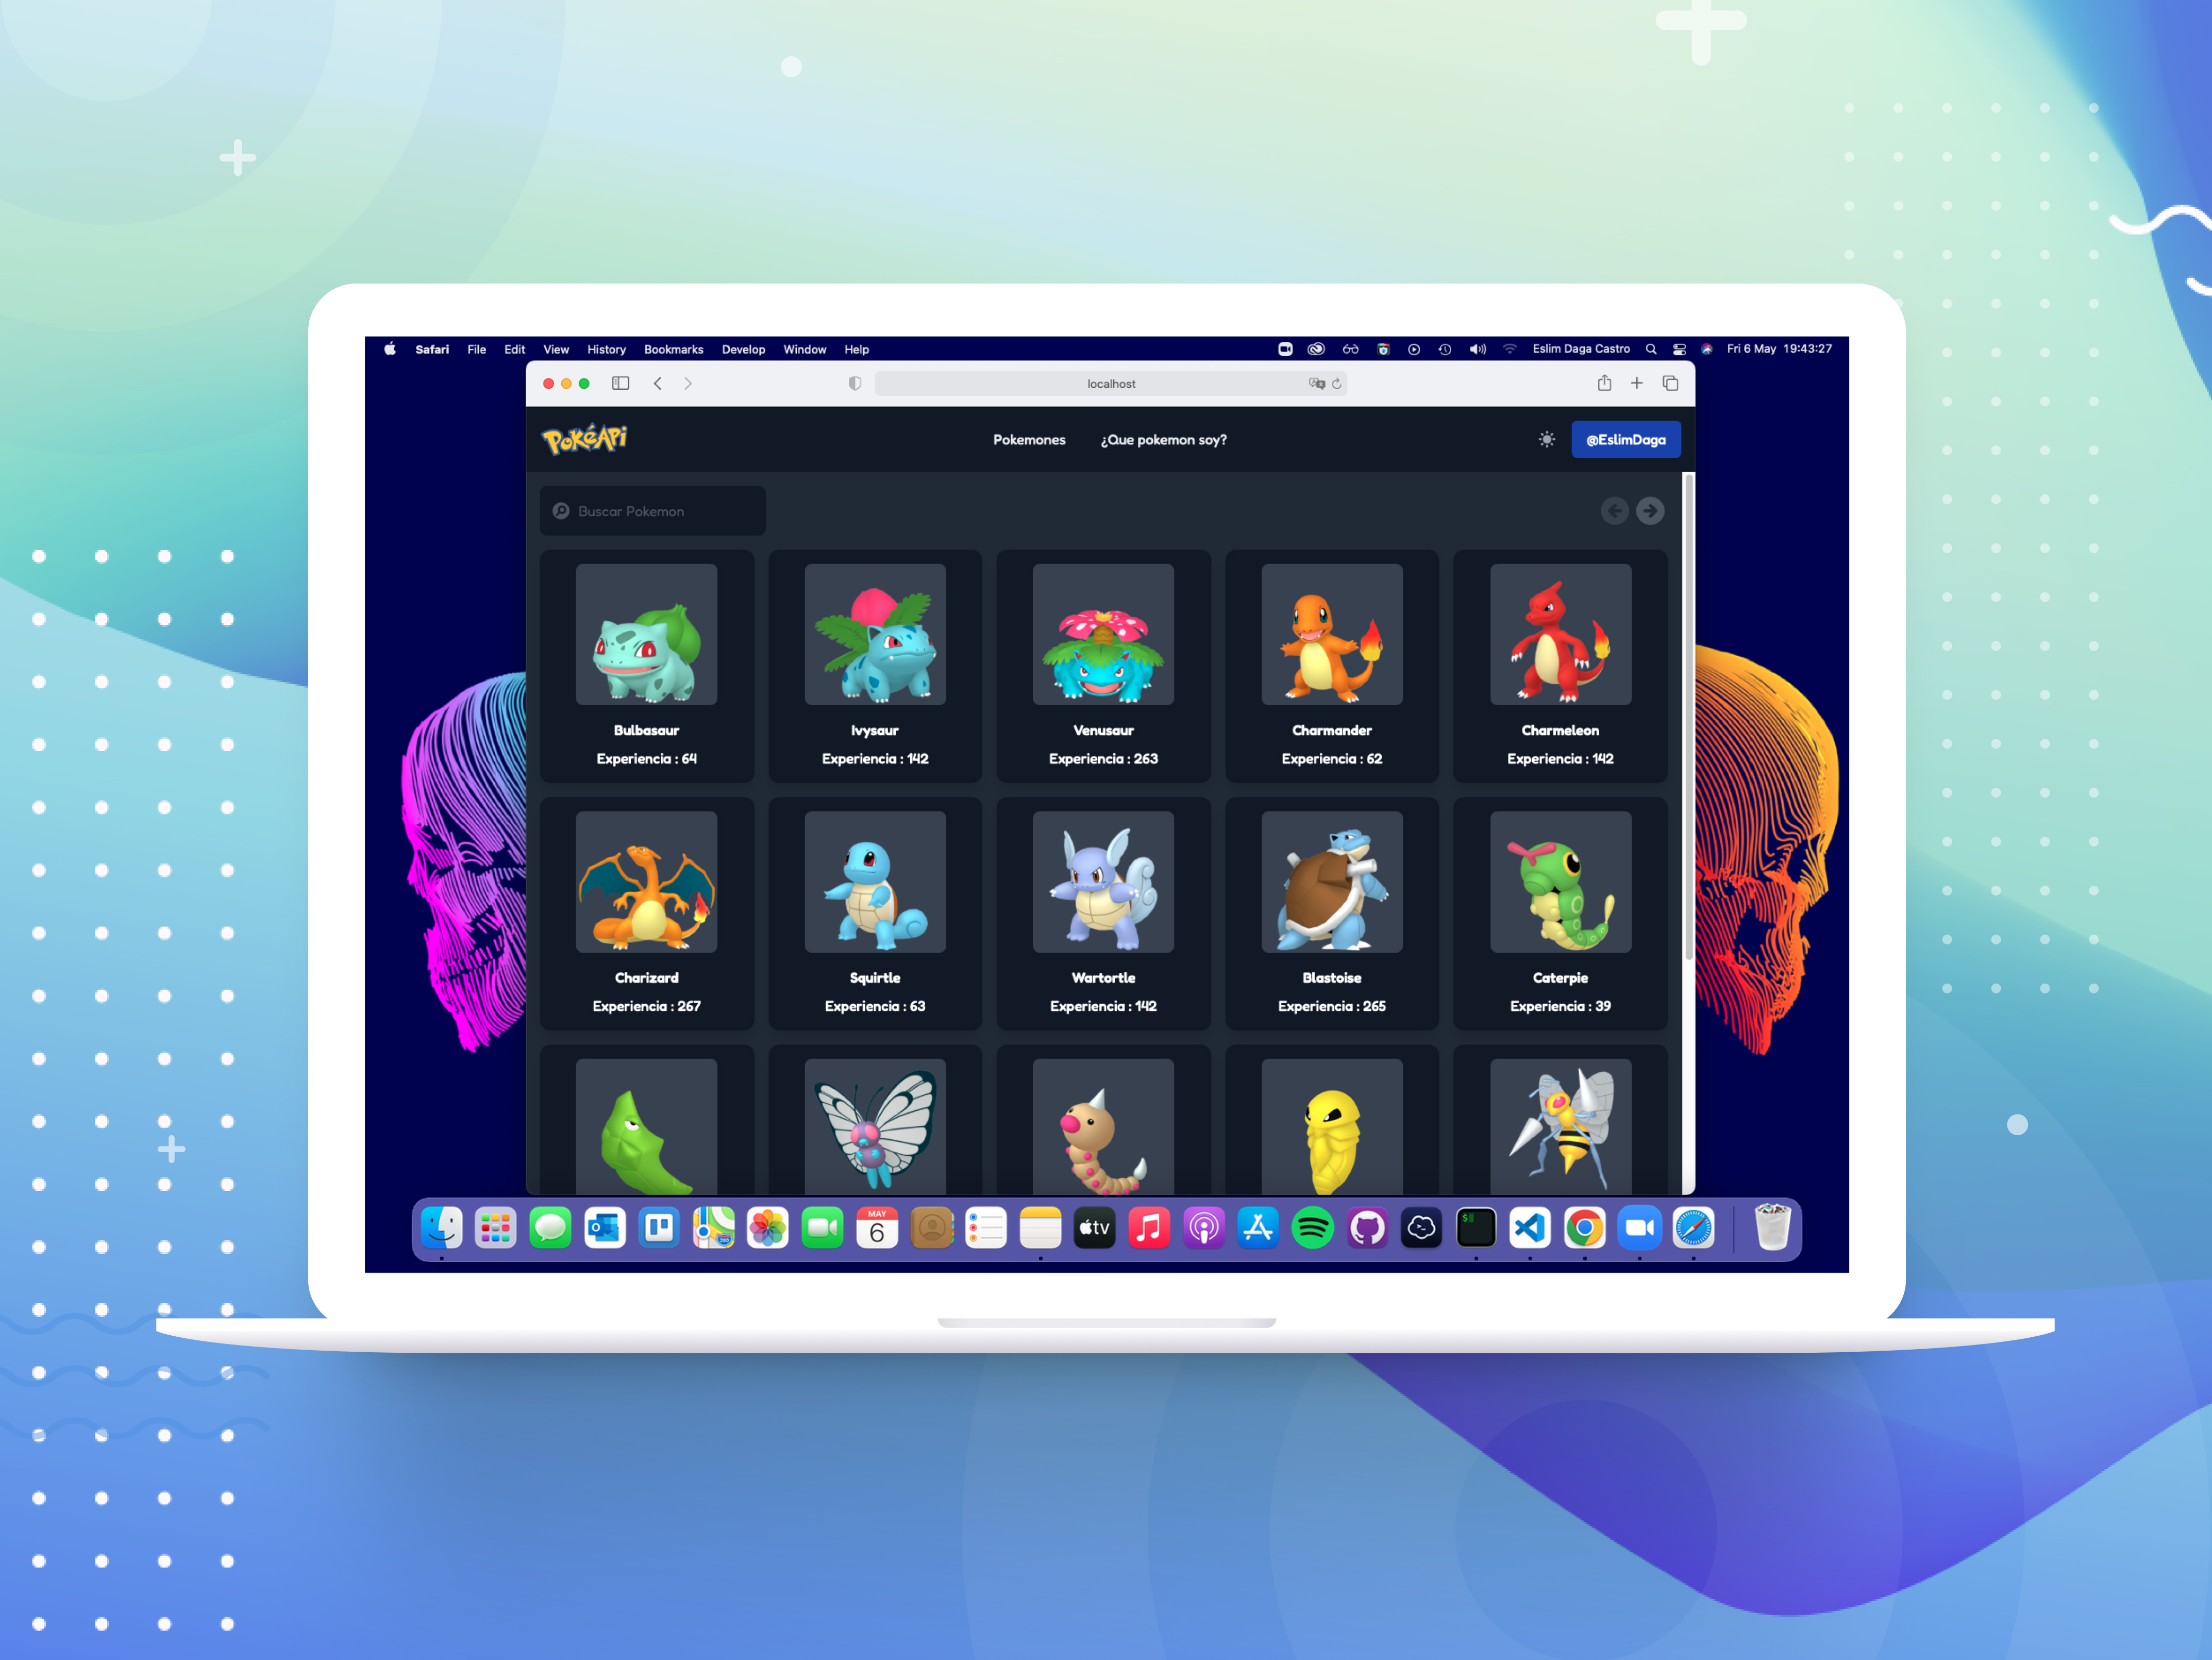 Safari File Edit View History Bookmarks Develop Window Help Eslim Daga Castro Fri 6 May 19:43:27
localhost
PokéApi Pokemones ¿Que pokemon soy? @EslimDaga
Buscar Pokemon
Bulbasaur Ivysaur Venusaur Charmander Charmeleon
Experiencia : 64 Experiencia : 142 Experiencia : 263 Experiencia : 62 Experiencia : 142
Charizard Squirtle Wartortle Blastoise Caterpie
Experiencia : 267 Experiencia : 63 Experiencia : 142 Experiencia : 265 Experiencia : 39
MAY
6
tv
$